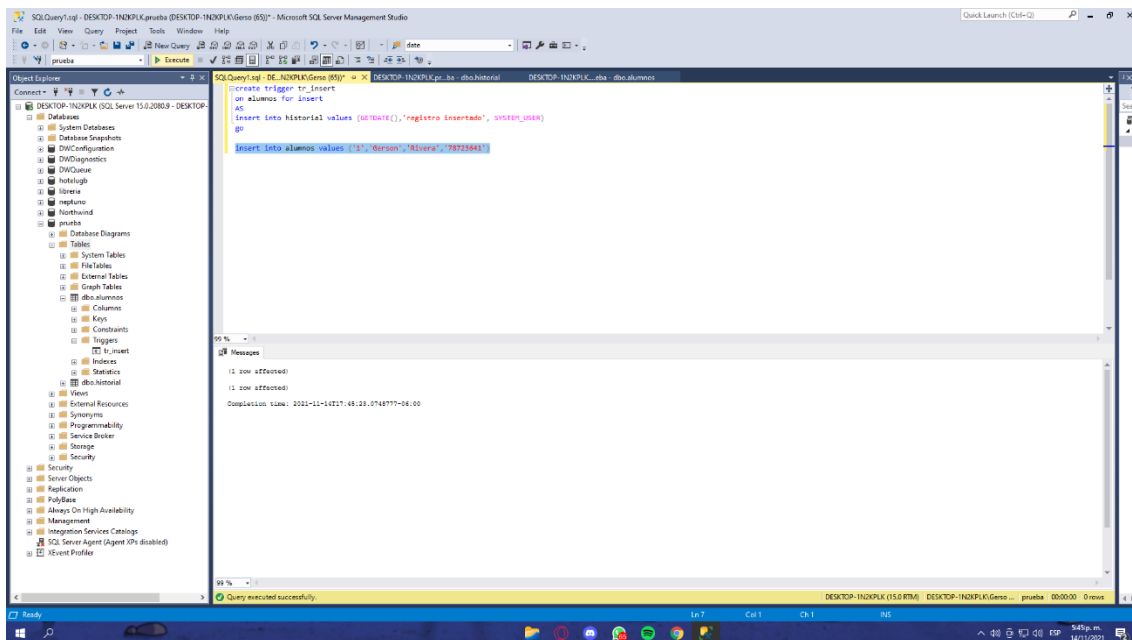 SQLQuery1.sql - DESKTOP-1N2KPLK.prueba (DESKTOP-1N2KPLK\Gerso (65))* - Microsoft SQL Server Management Studio
Quick Launch (Ctrl+Q)
File Edit View Query Project Tools Window Help
New Query
date
prueba
Execute
Object Explorer
SQLQuery1.sql - DE...N2KPLK\Gerso (65))*
DESKTOP-1N2KPLK.pr...ba - dbo.historial
DESKTOP-1N2KPLK....eba - dbo.alumnos
Connect
DESKTOP-1N2KPLK (SQL Server 15.0.2080.9 - DESKTOP-
Databases
System Databases
Database Snapshots
DWConfiguration
DWDiagnostics
DWQueue
hotelugb
libreria
neptuno
Northwind
prueba
Database Diagrams
Tables
System Tables
FileTables
External Tables
Graph Tables
dbo.alumnos
Columns
Keys
Constraints
Triggers
tr_insert
Indexes
Statistics
dbo.historial
Views
External Resources
Synonyms
Programmability
Service Broker
Storage
Security
Security
Server Objects
Replication
PolyBase
Always On High Availability
Management
Integration Services Catalogs
SQL Server Agent (Agent XPs disabled)
XEvent Profiler
create trigger tr_insert
on alumnos for insert
AS
insert into historial values (GETDATE(),'registro insertado', SYSTEM_USER)
go
insert into alumnos values ('1','Gerson','Rivera','78723641')
99 %
Messages
(1 row affected)
(1 row affected)
Completion time: 2021-11-14T17:45:23.0748777-06:00
99 %
Query executed successfully.
DESKTOP-1N2KPLK (15.0 RTM) DESKTOP-1N2KPLK\Gerso ... prueba 00:00:00 0 rows
Ready
Ln 7 Col 1 Ch 1 INS
ESP
5:45 p. m.
14/11/2021